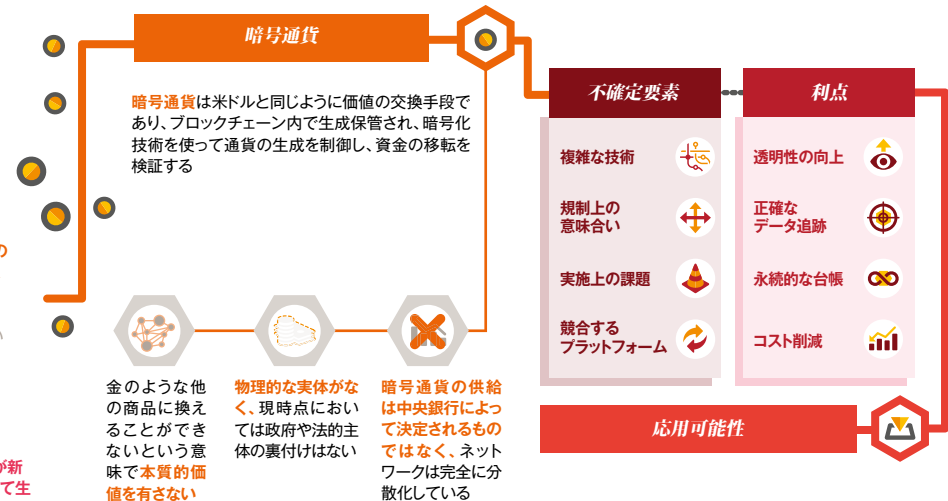 暗号通貨
暗号通貨は米ドルと同じように価値の交換手段で
あり、ブロックチェーン内で生成保管され、暗号化
技術を使って通貨の生成を制御し、資金の移転を
検証する
の
金のような他
の商品に換え
ることができ
ないという意
味で本質的価
値を有さない
物理的な実体がな
く、現時点におい
ては政府や法的主
体の裏付けはない
暗号通貨の供給
は中央銀行によっ
て決定されるもの
ではなく、ネット
ワークは完全に分
散化している
が新
て生
不確定要素
複雑な技術
規制上の
意味合い
実施上の課題
競合する
プラットフォーム
利点
透明性の向上
正確な
データ追跡
永続的な台帳
コスト削減
応用可能性